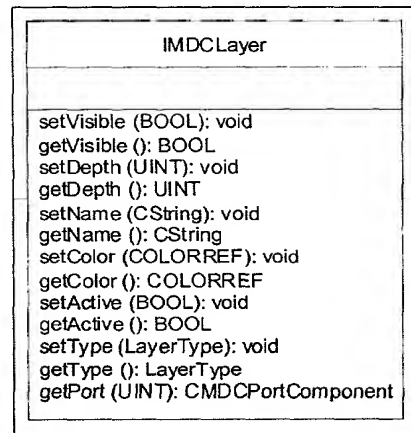 IMDCLayer
setVisible (BOOL): void
getVisible (): BOOL
setDepth (UINT): void
getDepth (): UINT
setName (CString): void
getName (): CString
setColor (COLORREF): void
getColor (): COLORREF
setActive (BOOL): void
getActive (): BOOL
setType (LayerType): void
getType (): LayerType
getPort (UINT): CMDCPortComponent